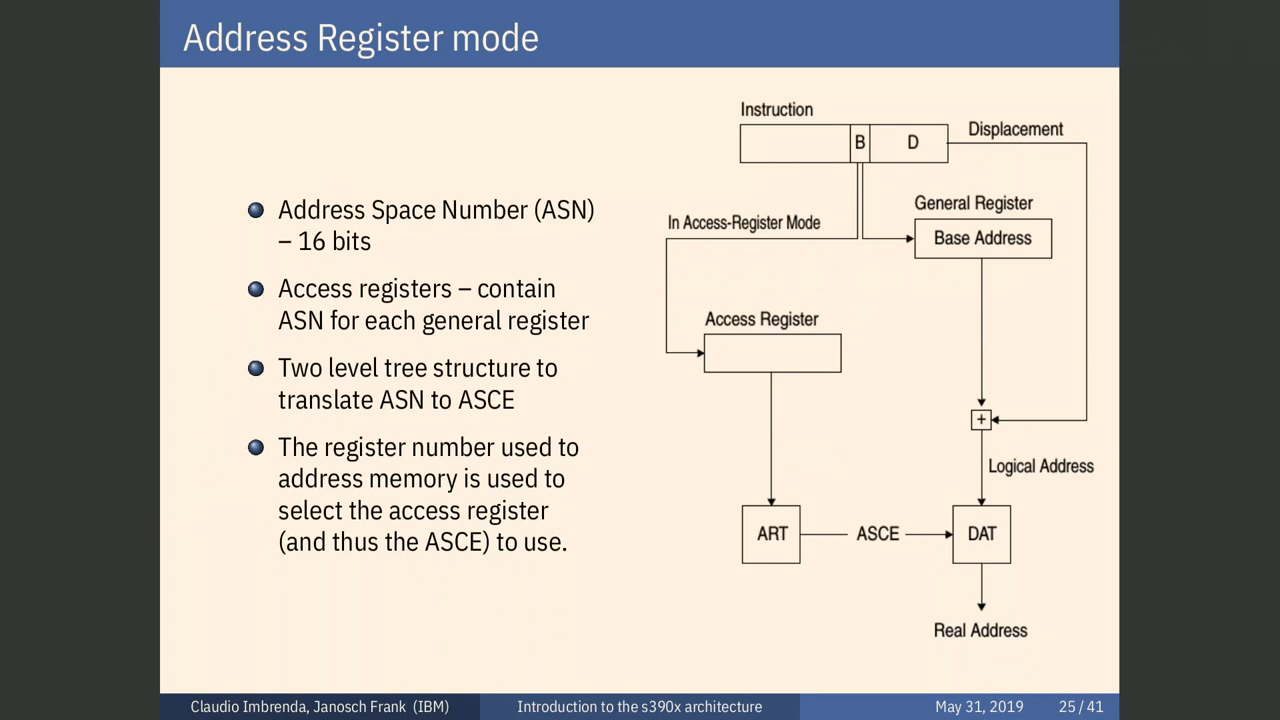 Address Register mode
Address Space Number (ASN)
– 16 bits
Access registers – contain
ASN for each general register
Two level tree structure to
translate ASN to ASCE
The register number used to
address memory is used to
select the access register
(and thus the ASCE) to use.
Instruction
B
D
Displacement
General Register
Base Address
In Access-Register Mode
Access Register
+
Logical Address
ART
ASCE
DAT
Real Address
Claudio Imbrenda, Janosch Frank (IBM)
Introduction to the s390x architecture
May 31, 2019
25 / 41